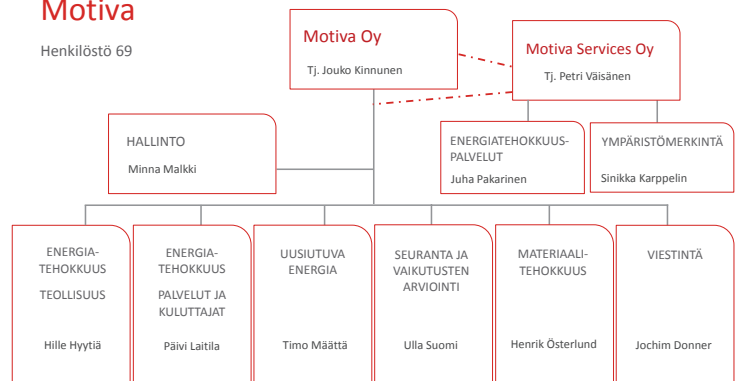 Motiva
Henkilöstö 69
Motiva Oy
Tj. Jouko Kinnunen
Motiva Services Oy
Tj. Petri Väisänen
HALLINTO
Minna Malkki
ENERGIATEHOKKUUS-
PALVELUT
Juha Pakarinen
YMPÄRISTÖMERKINTÄ
Sinikka Karppelin
ENERGIA-
TEHOKKUUS
TEOLLISUUS
Hille Hyytiä
ENERGIA-
TEHOKKUUS
PALVELUT JA
KULUTTAJAT
Päivi Laitila
UUSIUTUVA
ENERGIA
Timo Määttä
SEURANTA JA
VAIKUTUSTEN
ARVIOINTI
Ulla Suomi
MATERIAALI-
TEHOKKUUS
Henrik Österlund
VIESTINTÄ
Jochim Donner